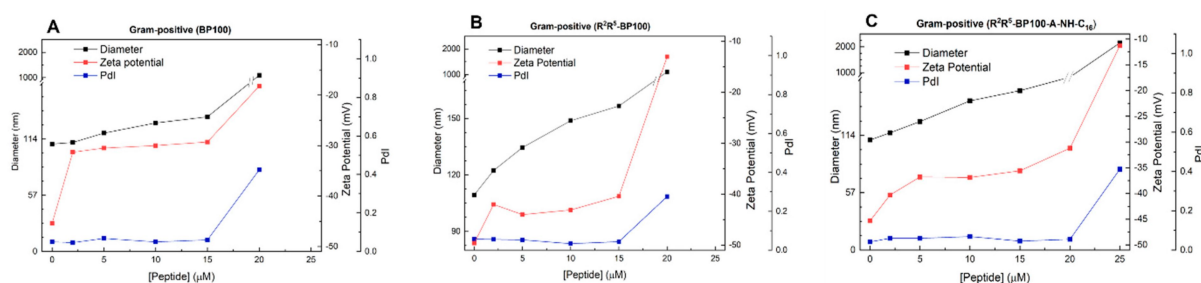 A
Gram-positive (BP100)
Diameter
Zeta potential
PdI
2000
1000
114
57
0
Diameter (nm)
-10
-20
-30
-40
-50
Zeta Potential (mV)
1.0
0.8
0.6
0.4
0.2
0.0
PdI
0 5 10 15 20 25
[Peptide] (μM)
B
Gram-positive (R²R⁵-BP100)
Diameter
Zeta Potential
PdI
2000
1000
150
120
90
Diameter (nm)
-10
-20
-30
-40
-50
Zeta Potential (mV)
1.0
0.8
0.6
0.4
0.2
0.0
PdI
0 5 10 15 20 25
[Peptide] (μM)
C
Gram-positive (R²R⁵-BP100-A-NH-C₁₆)
Diameter
Zeta Potential
PdI
2000
1000
114
57
0
Diameter (nm)
-10
-15
-20
-25
-30
-35
-40
-45
-50
Zeta Potential (mV)
1.0
0.8
0.6
0.4
0.2
0.0
PdI
0 5 10 15 20 25
[Peptide] (μM)